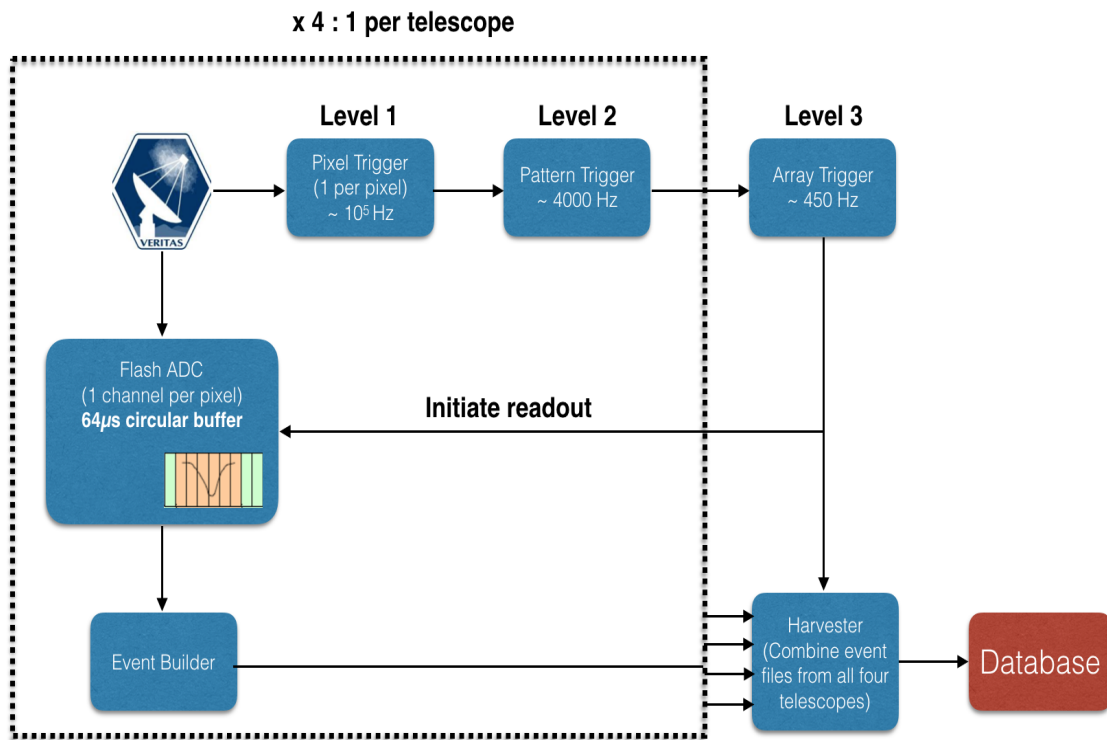 x 4 : 1 per telescope
Level 1
Level 2
Level 3
Pixel Trigger
(1 per pixel)
~ 10⁵ Hz
Pattern Trigger
~ 4000 Hz
Array Trigger
~ 450 Hz
VERITAS
Flash ADC
(1 channel per pixel)
64μs circular buffer
Initiate readout
Event Builder
Harvester
(Combine event
files from all four
telescopes)
Database